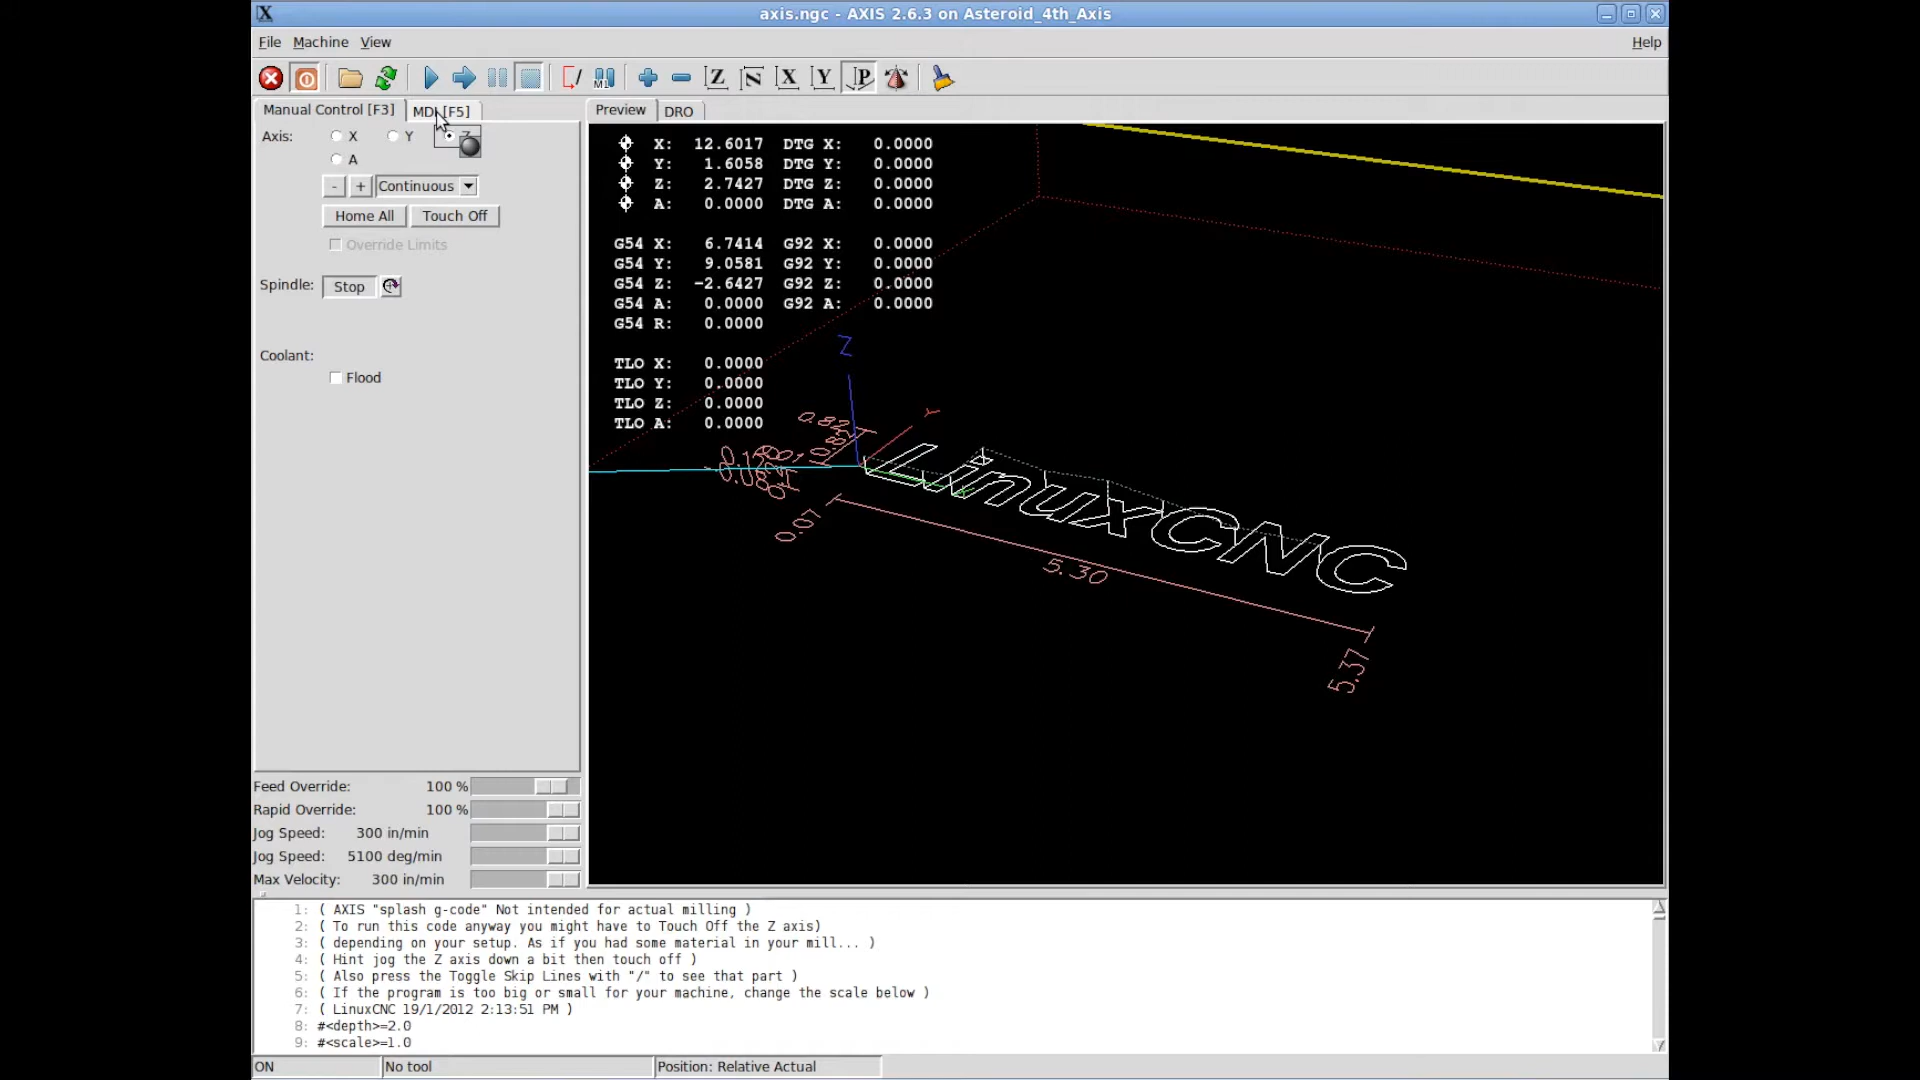 axis.ngc - AXIS 2.6.3 on Asteroid_4th_Axis
File Machine View Help
Manual Control [F3] MDI [F5] Preview DRO
Axis: X Y Z
A
- + Continuous
Home All Touch Off
Override Limits
Spindle: Stop
Coolant:
Flood
X: 12.6017 DTG X: 0.0000
Y: 1.6058 DTG Y: 0.0000
Z: 2.7427 DTG Z: 0.0000
A: 0.0000 DTG A: 0.0000
G54 X: 6.7414 G92 X: 0.0000
G54 Y: 9.0581 G92 Y: 0.0000
G54 Z: -2.6427 G92 Z: 0.0000
G54 A: 0.0000 G92 A: 0.0000
G54 R: 0.0000
TLO X: 0.0000
TLO Y: 0.0000
TLO Z: 0.0000
TLO A: 0.0000
Z
Y
LinuxCNC
0.07
5.30
5.37
Feed Override: 100 %
Rapid Override: 100 %
Jog Speed: 300 in/min
Jog Speed: 5100 deg/min
Max Velocity: 300 in/min
1: ( AXIS "splash g-code" Not intended for actual milling )
2: ( To run this code anyway you might have to Touch Off the Z axis)
3: ( depending on your setup. As if you had some material in your mill... )
4: ( Hint jog the Z axis down a bit then touch off )
5: ( Also press the Toggle Skip Lines with "/" to see that part )
6: ( If the program is too big or small for your machine, change the scale below )
7: ( LinuxCNC 19/1/2012 2:13:51 PM )
8: #<depth>=2.0
9: #<scale>=1.0
ON No tool Position: Relative Actual